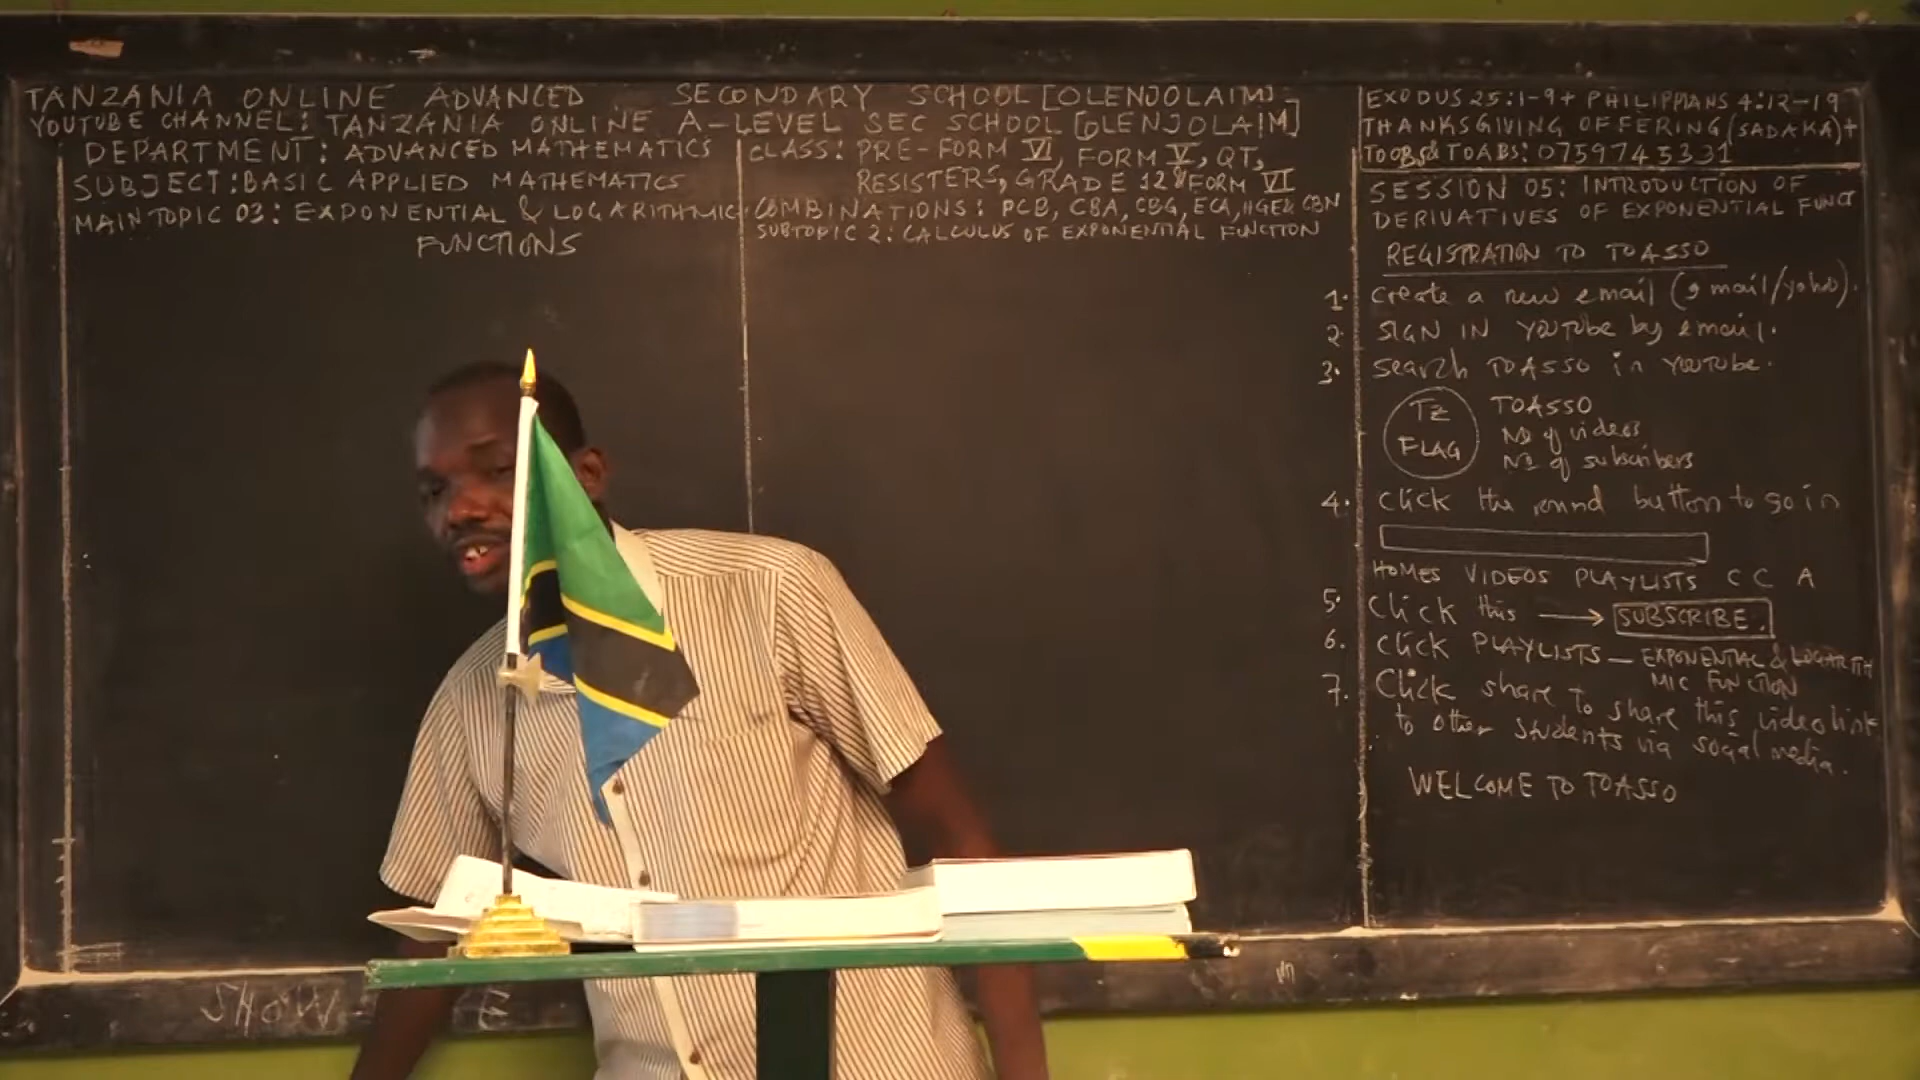 TANZANIA ONLINE ADVANCED SECONDARY SCHOOL [OLENJOLAIM]
YOUTUBE CHANNEL: TANZANIA ONLINE A-LEVEL SEC SCHOOL [OLENJOLAIM]
DEPARTMENT: ADVANCED MATHEMATICS
SUBJECT: BASIC APPLIED MATHEMATICS
MAIN TOPIC 03: EXPONENTIAL & LOGARITHMIC
FUNCTIONS
CLASS: PRE-FORM VI, FORM V, QT,
RESISTERS, GRADE 12 & FORM VI
COMBINATIONS: PCB, CBA, CBG, ECA, HGE& CBN
SUBTOPIC 2: CALCULUS OF EXPONENTIAL FUNCTION
EXODUS 25:1-9 + PHILIPPIANS 4:12-19
THANKSGIVING OFFERING (SADAKA)+
TOOBS& TOABS: 0759745331
SESSION 05: INTRODUCTION OF
DERIVATIVES OF EXPONENTIAL FUNCT
REGISTRATION TO TOASSO
1. Create a new email (gmail/yahoo).
2. SIGN IN YOUTUBE by email.
3. Search TOASSO in YOUTUBE.
TZ
FLAG
TOASSO
No of videos
No of subscribers
4. Click the round button to go in
HOMES VIDEOS PLAYLISTS C C A
5. Click this → SUBSCRIBE.
6. Click PLAYLISTS — EXPONENTIAL & LOGARITH
MIC FUNCTION
7. Click share to share this video link
to other students via social media.
WELCOME TO TOASSO
SHOW